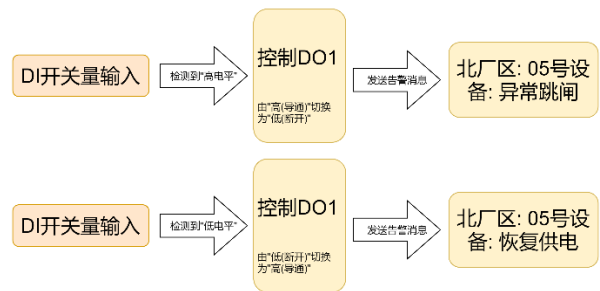 DI开关量输入
检测到"高电平"
控制DO1
由"高(导通)"切换
为"低(断开)"
发送告警消息
北厂区: 05号设
备: 异常跳闸
DI开关量输入
检测到"低电平"
控制DO1
由"低(断开)"切换
为"高(导通)"
发送告警消息
北厂区: 05号设
备: 恢复供电